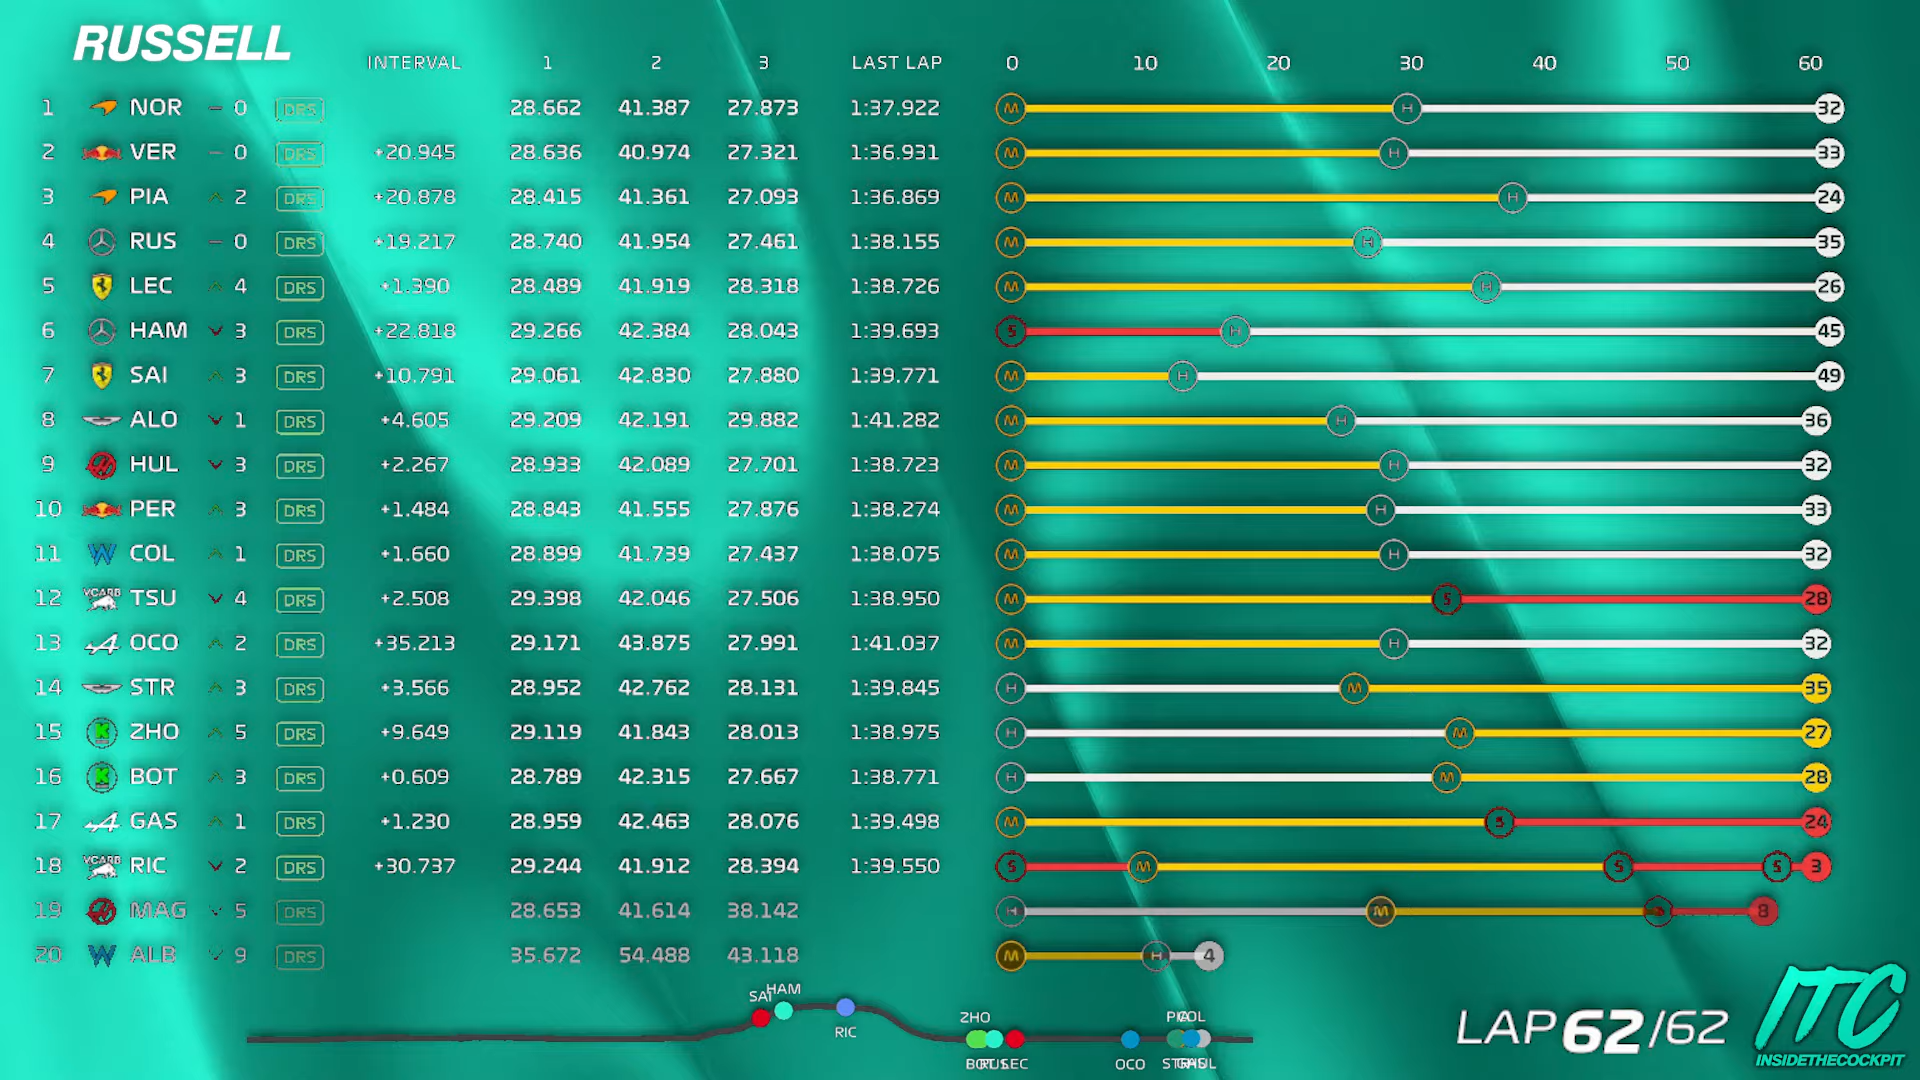 RUSSELL
INTERVAL 1 2 3 LAST LAP 0 10 20 30 40 50 60
1 NOR 0 DRS 28.662 41.387 27.873 1:37.922 M H 32
2 VER 0 DRS +20.945 28.636 40.974 27.321 1:36.931 M H 33
3 PIA 2 DRS +20.878 28.415 41.361 27.093 1:36.869 M H 24
4 RUS 0 DRS +19.217 28.740 41.954 27.461 1:38.155 M H 35
5 LEC 4 DRS +1.390 28.489 41.919 28.318 1:38.726 M H 26
6 HAM 3 DRS +22.818 29.266 42.384 28.043 1:39.693 S H 45
7 SAI 3 DRS +10.791 29.061 42.830 27.880 1:39.771 M H 49
8 ALO 1 DRS +4.605 29.209 42.191 29.882 1:41.282 M H 36
9 HUL 3 DRS +2.267 28.933 42.089 27.701 1:38.723 M H 32
10 PER 3 DRS +1.484 28.843 41.555 27.876 1:38.274 M H 33
11 COL 1 DRS +1.660 28.899 41.739 27.437 1:38.075 M H 32
12 VCARB TSU 4 DRS +2.508 29.398 42.046 27.506 1:38.950 M S 28
13 OCO 2 DRS +35.213 29.171 43.875 27.991 1:41.037 M H 32
14 STR 3 DRS +3.566 28.952 42.762 28.131 1:39.845 H M 35
15 K ZHO 5 DRS +9.649 29.119 41.843 28.013 1:38.975 H M 27
16 K BOT 3 DRS +0.609 28.789 42.315 27.667 1:38.771 H M 28
17 GAS 1 DRS +1.230 28.959 42.463 28.076 1:39.498 M S 24
18 VCARB RIC 2 DRS +30.737 29.244 41.912 28.394 1:39.550 S M S S 3
19 MAG 5 DRS 28.653 41.614 38.142 H M S 8
20 ALB 9 DRS 35.672 54.488 43.118 M H 4
SAI HAM
RIC
ZHO PIA COL
BOT RUS LEC OCO STR GAS HUL
LAP 62/62
ITC
INSIDETHECOCKPIT